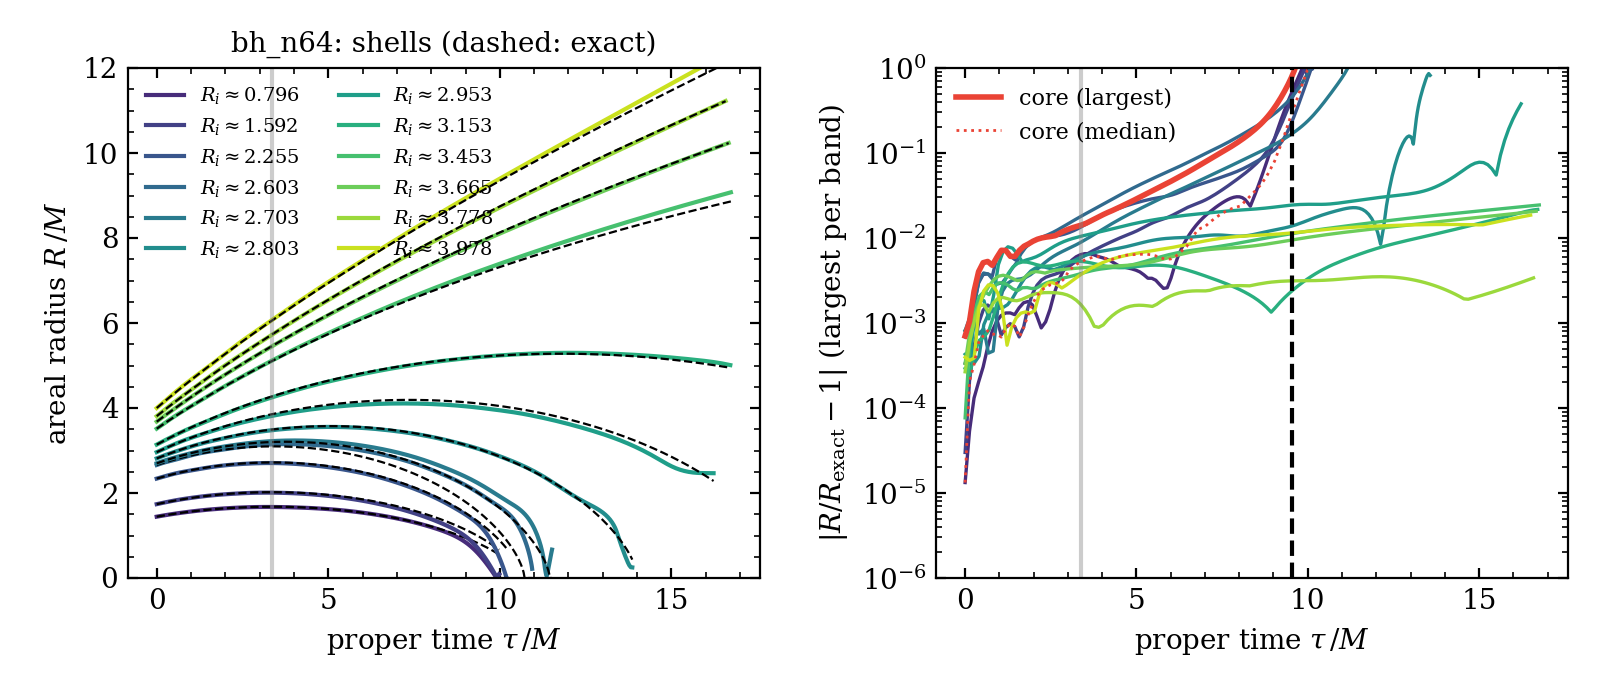 bh_n64: shells (dashed: exact)
12
10
8
6
4
2
0
areal radius R/M
R_i ≈ 0.796
R_i ≈ 1.592
R_i ≈ 2.255
R_i ≈ 2.603
R_i ≈ 2.703
R_i ≈ 2.803
R_i ≈ 2.953
R_i ≈ 3.153
R_i ≈ 3.453
R_i ≈ 3.665
R_i ≈ 3.778
R_i ≈ 3.978
0 5 10 15
proper time τ/M
10^0
10^−1
10^−2
10^−3
10^−4
10^−5
10^−6
|R/R_exact − 1| (largest per band)
core (largest)
core (median)
0 5 10 15
proper time τ/M